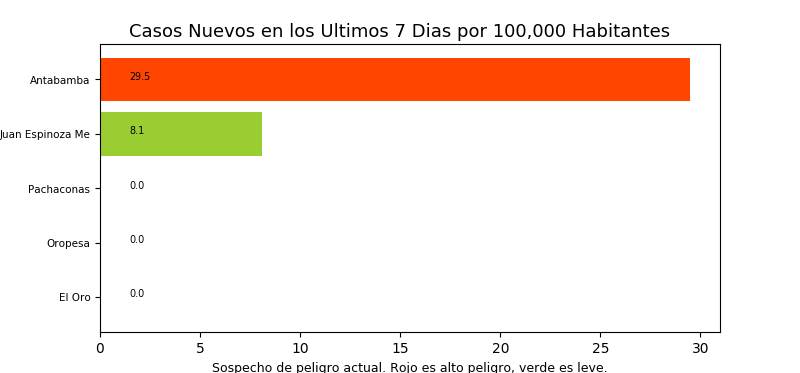 Casos Nuevos en los Ultimos 7 Dias por 100,000 Habitantes
Antabamba 29.5
Juan Espinoza Me 8.1
Pachaconas 0.0
Oropesa 0.0
El Oro 0.0
0 5 10 15 20 25 30
Sospecho de peligro actual. Rojo es alto peligro, verde es leve.